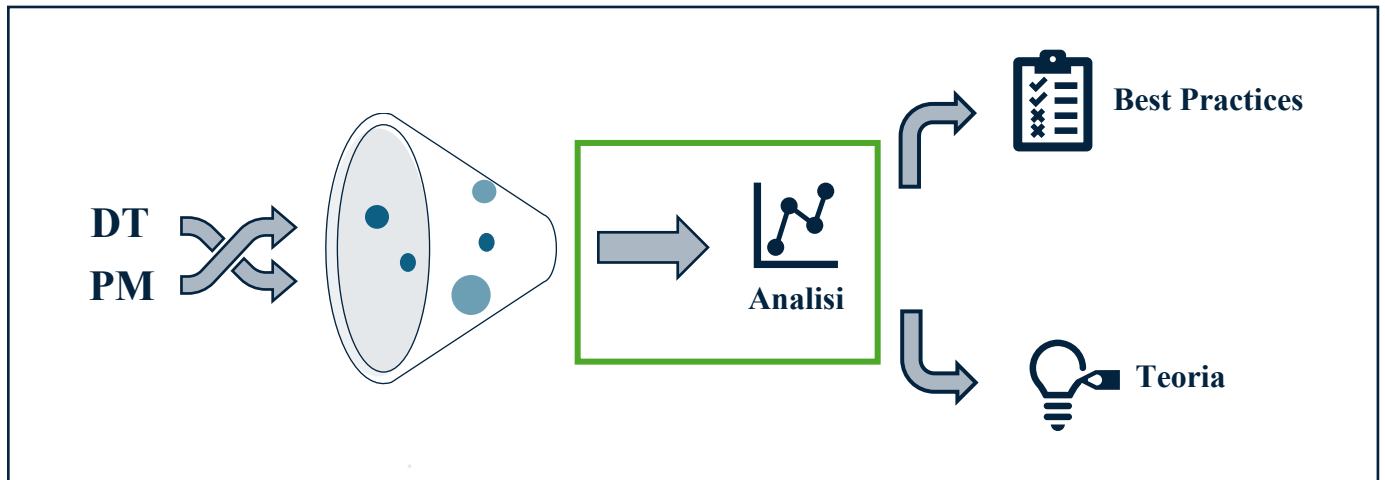 DT
PM
Analisi
Best Practices
Teoria